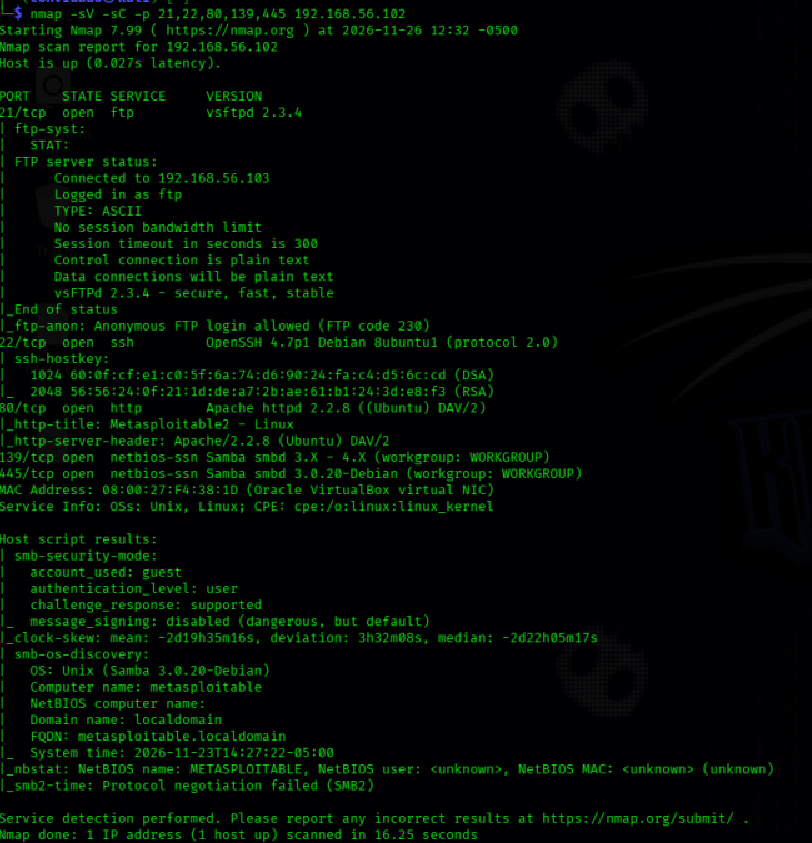 $ nmap -sV -sC -p 21,22,80,139,445 192.168.56.102
Starting Nmap 7.99 ( https://nmap.org ) at 2026-11-26 12:32 -0500
Nmap scan report for 192.168.56.102
Host is up (0.027s latency).

PORT    STATE SERVICE     VERSION
21/tcp  open  ftp         vsftpd 2.3.4
| ftp-syst:
|   STAT:
| FTP server status:
|      Connected to 192.168.56.103
|      Logged in as ftp
|      TYPE: ASCII
|      No session bandwidth limit
|      Session timeout in seconds is 300
|      Control connection is plain text
|      Data connections will be plain text
|      vsFTPd 2.3.4 - secure, fast, stable
|_End of status
|_ftp-anon: Anonymous FTP login allowed (FTP code 230)
22/tcp  open  ssh         OpenSSH 4.7p1 Debian 8ubuntu1 (protocol 2.0)
| ssh-hostkey:
|   1024 60:0f:cf:e1:c0:5f:6a:74:d6:90:24:fa:c4:d5:6c:cd (DSA)
|_  2048 56:56:24:0f:21:1d:de:a7:2b:ae:61:b1:24:3d:e8:f3 (RSA)
80/tcp  open  http        Apache httpd 2.2.8 ((Ubuntu) DAV/2)
|_http-title: Metasploitable2 - Linux
|_http-server-header: Apache/2.2.8 (Ubuntu) DAV/2
139/tcp open  netbios-ssn Samba smbd 3.X - 4.X (workgroup: WORKGROUP)
445/tcp open  netbios-ssn Samba smbd 3.0.20-Debian (workgroup: WORKGROUP)
MAC Address: 08:00:27:F4:38:1D (Oracle VirtualBox virtual NIC)
Service Info: OSs: Unix, Linux; CPE: cpe:/o:linux:linux_kernel

Host script results:
| smb-security-mode:
|   account_used: guest
|   authentication_level: user
|   challenge_response: supported
|_  message_signing: disabled (dangerous, but default)
|_clock-skew: mean: -2d19h35m16s, deviation: 3h32m08s, median: -2d22h05m17s
| smb-os-discovery:
|   OS: Unix (Samba 3.0.20-Debian)
|   Computer name: metasploitable
|   NetBIOS computer name:
|   Domain name: localdomain
|   FQDN: metasploitable.localdomain
|_  System time: 2026-11-23T14:27:22-05:00
|_nbstat: NetBIOS name: METASPLOITABLE, NetBIOS user: <unknown>, NetBIOS MAC: <unknown> (unknown)
|_smb2-time: Protocol negotiation failed (SMB2)

Service detection performed. Please report any incorrect results at https://nmap.org/submit/ .
Nmap done: 1 IP address (1 host up) scanned in 16.25 seconds